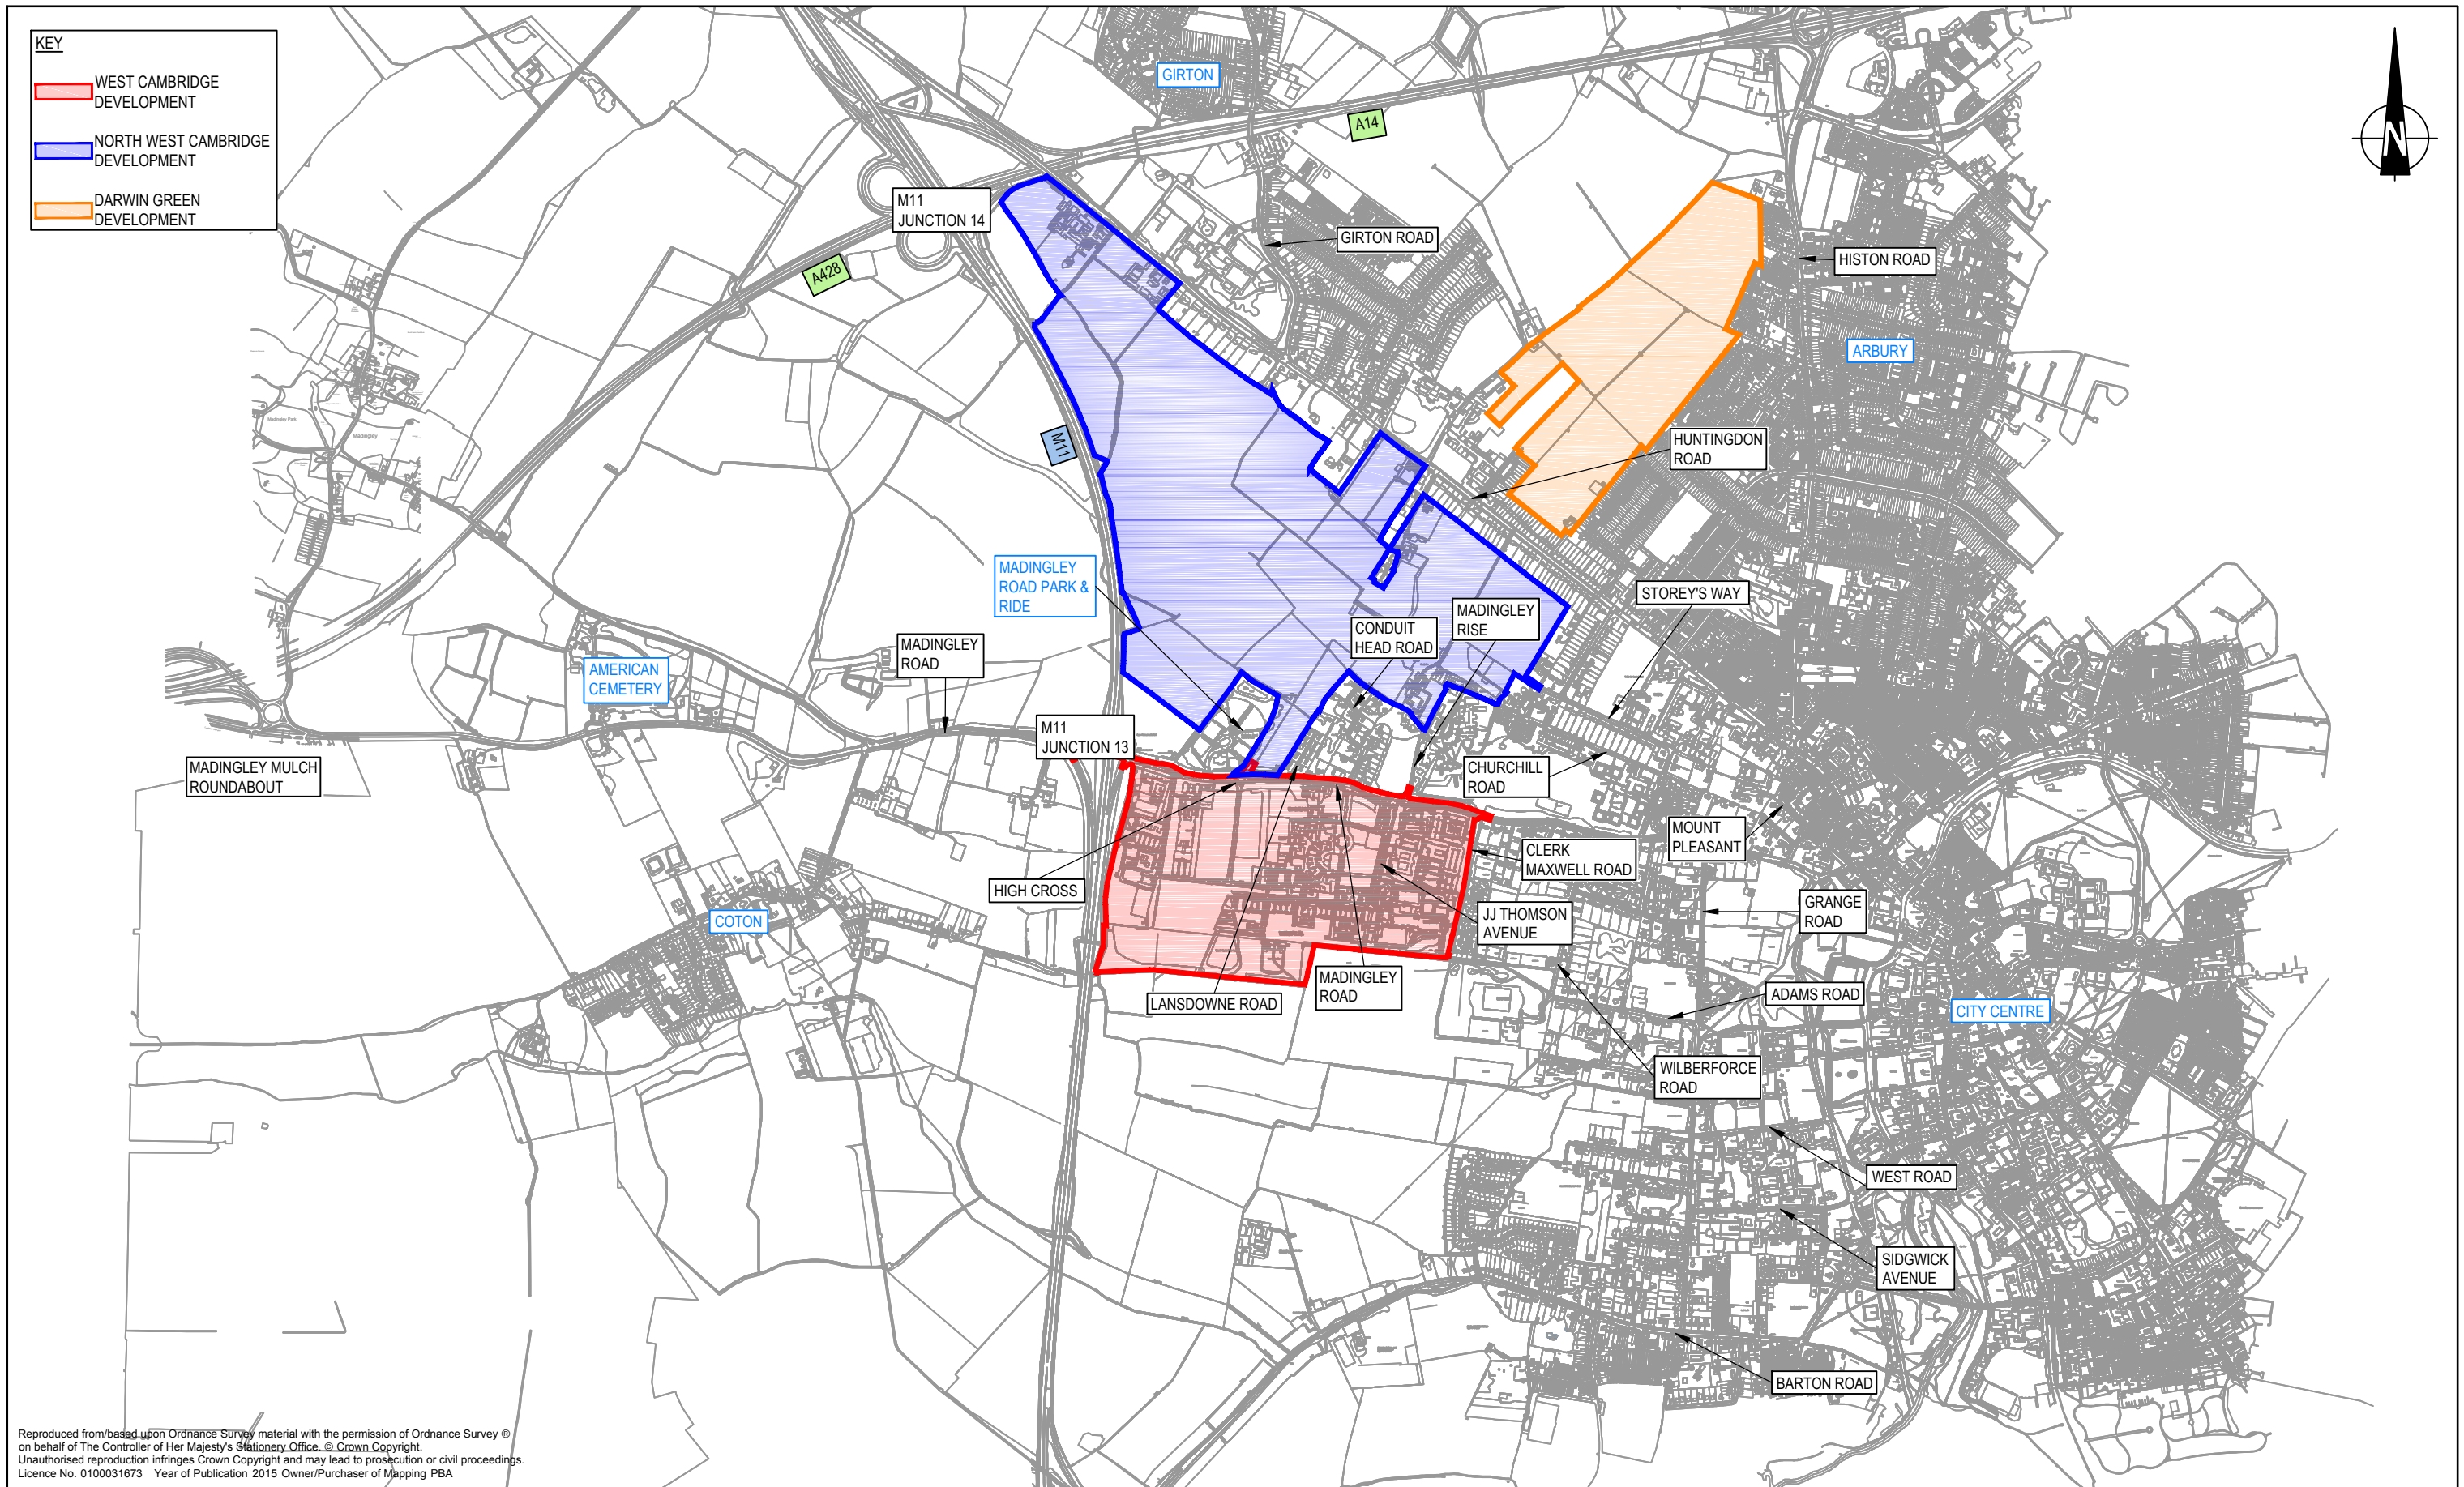 KEY
WEST CAMBRIDGE
DEVELOPMENT
NORTH WEST CAMBRIDGE
DEVELOPMENT
DARWIN GREEN
DEVELOPMENT
GIRTON
A14
N
M11
JUNCTION 14
GIRTON ROAD
HISTON ROAD
A428
ARBURY
Madingley Park
Madingley
M11
HUNTINGDON
ROAD
MADINGLEY
ROAD PARK &
RIDE
STOREY'S WAY
MADINGLEY
RISE
CONDUIT
HEAD ROAD
MADINGLEY
ROAD
AMERICAN
CEMETERY
M11
JUNCTION 13
MADINGLEY MULCH
ROUNDABOUT
CHURCHILL
ROAD
MOUNT
PLEASANT
CLERK
MAXWELL ROAD
HIGH CROSS
GRANGE
ROAD
COTON
JJ THOMSON
AVENUE
MADINGLEY
ROAD
LANSDOWNE ROAD
ADAMS ROAD
CITY CENTRE
WILBERFORCE
ROAD
WEST ROAD
SIDGWICK
AVENUE
BARTON ROAD
Reproduced from/based upon Ordnance Survey material with the permission of Ordnance Survey ®
on behalf of The Controller of Her Majesty's Stationery Office. © Crown Copyright.
Unauthorised reproduction infringes Crown Copyright and may lead to prosecution or civil proceedings.
Licence No. 0100031673 Year of Publication 2015 Owner/Purchaser of Mapping PBA